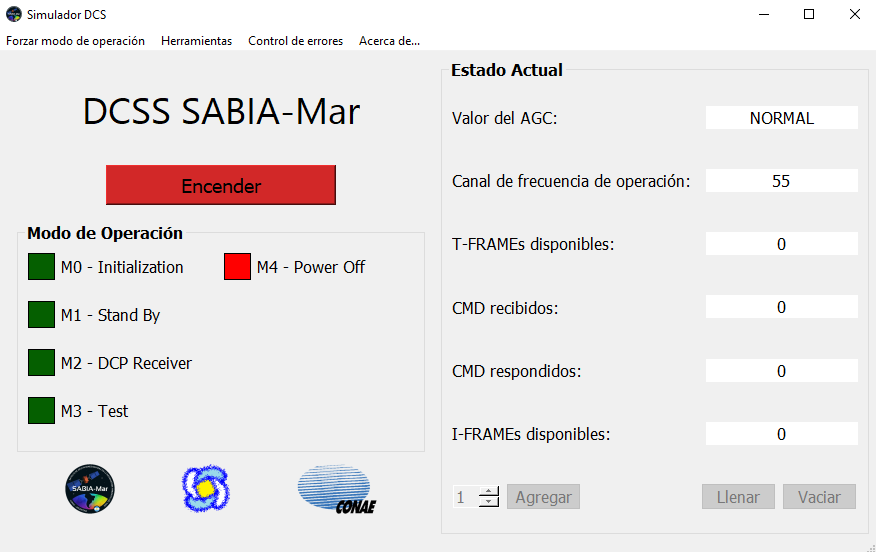 Simulador DCS
Forzar modo de operación Herramientas Control de errores Acerca de...
DCSS SABIA-Mar
Encender
Modo de Operación
M0 - Initialization M4 - Power Off
M1 - Stand By
M2 - DCP Receiver
M3 - Test
SABIA-Mar
CONAE
Estado Actual
Valor del AGC: NORMAL
Canal de frecuencia de operación: 55
T-FRAMEs disponibles: 0
CMD recibidos: 0
CMD respondidos: 0
I-FRAMEs disponibles: 0
1 Agregar Llenar Vaciar